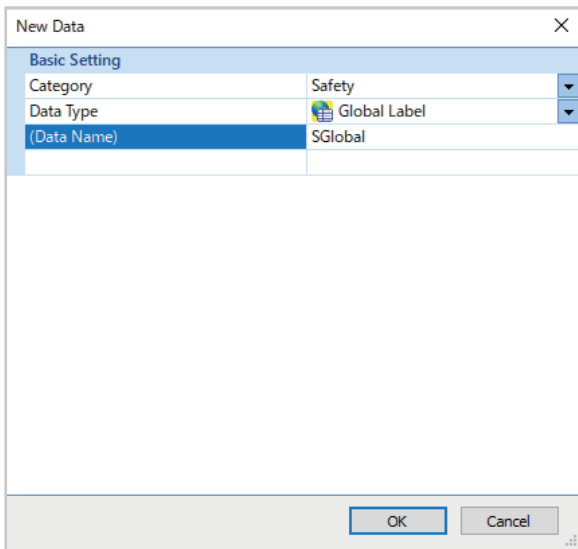 New Data
Basic Setting
Category Safety
Data Type Global Label
(Data Name) SGlobal
OK Cancel